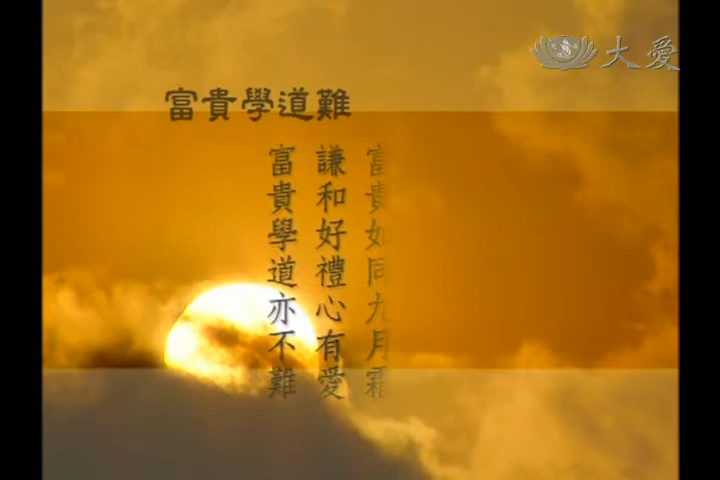 大愛
富貴學道難
富貴如同九月霜
謙和好禮心有愛
富貴學道亦不難